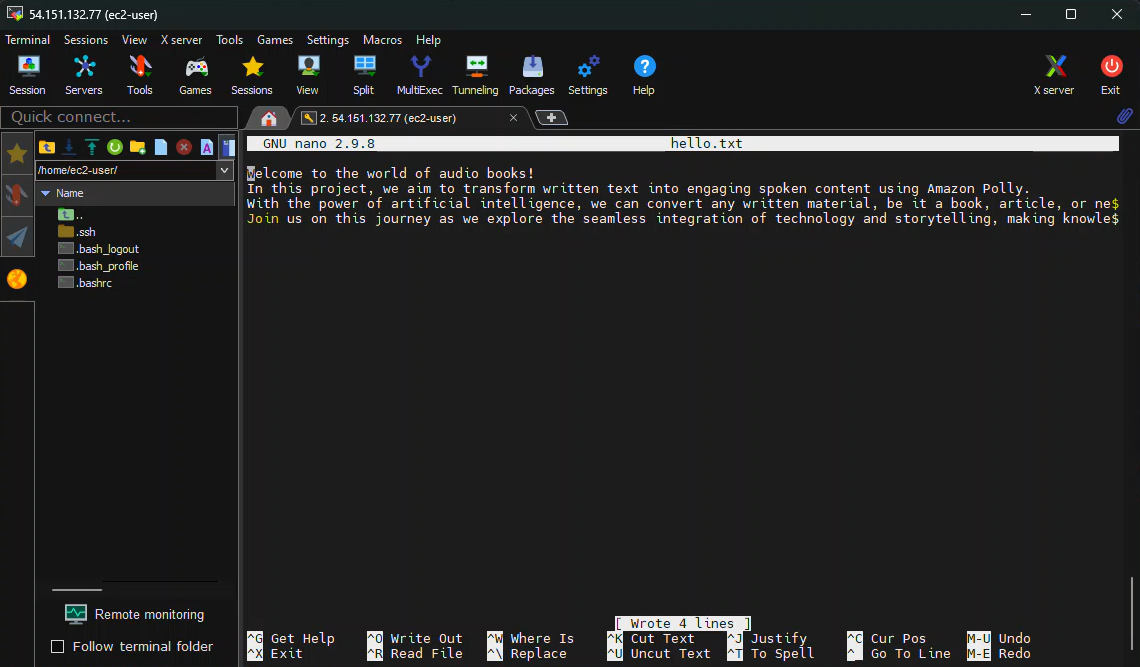 54.151.132.77 (ec2-user)
Terminal Sessions View X server Tools Games Settings Macros Help
Session Servers Tools Games Sessions View Split MultiExec Tunneling Packages Settings Help X server Exit
Quick connect...
2. 54.151.132.77 (ec2-user)
/home/ec2-user/
Name
..
.ssh
.bash_logout
.bash_profile
.bashrc
GNU nano 2.9.8 hello.txt
Welcome to the world of audio books!
In this project, we aim to transform written text into engaging spoken content using Amazon Polly.
With the power of artificial intelligence, we can convert any written material, be it a book, article, or ne$
Join us on this journey as we explore the seamless integration of technology and storytelling, making knowle$
[ Wrote 4 lines ]
^G Get Help ^O Write Out ^W Where Is ^K Cut Text ^J Justify ^C Cur Pos M-U Undo
^X Exit ^R Read File ^\ Replace ^U Uncut Text ^T To Spell ^_ Go To Line M-E Redo
Remote monitoring
Follow terminal folder